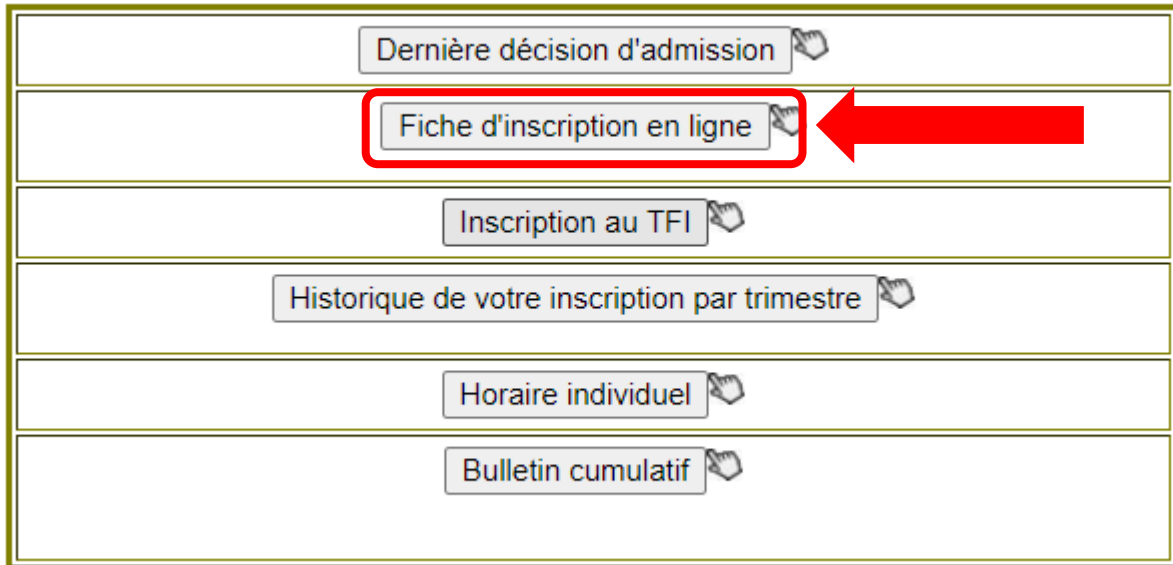 Dernière décision d'admission
Fiche d'inscription en ligne
Inscription au TFI
Historique de votre inscription par trimestre
Horaire individuel
Bulletin cumulatif